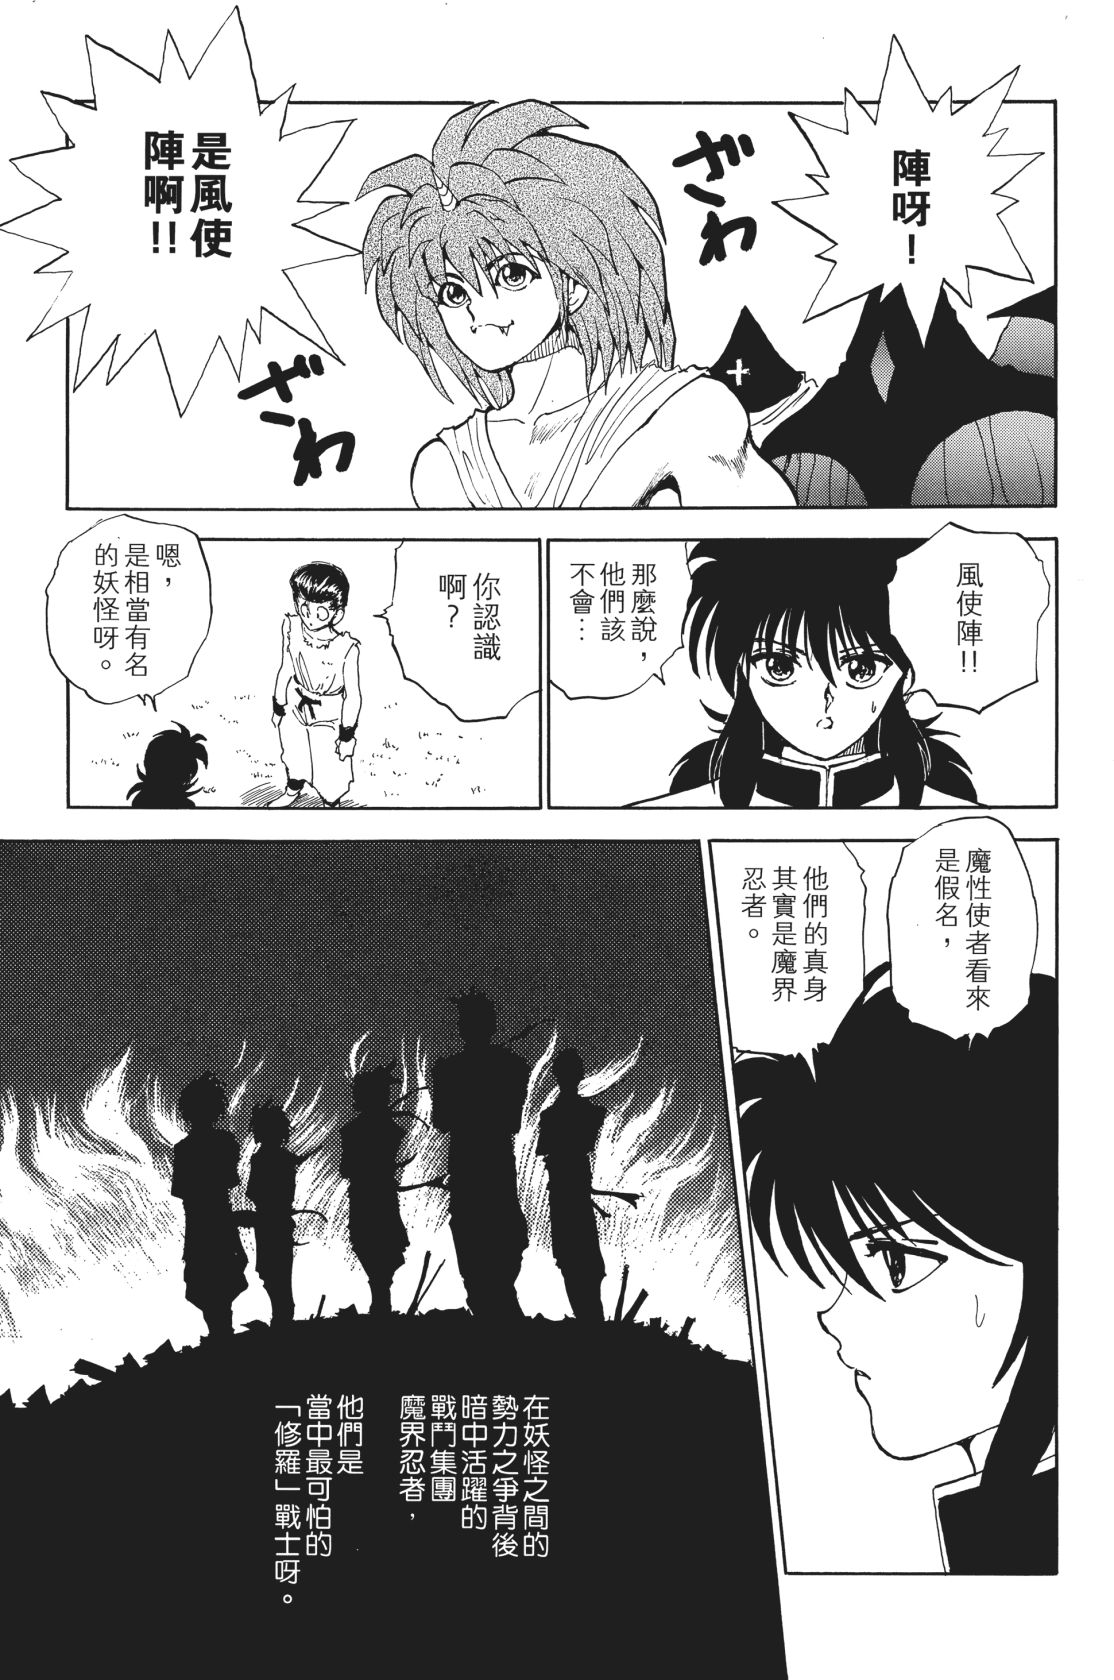 陣呀！
ざわ
是風使
陣啊!!
ざわ
風使陣!!
那麼說，
他們該
不會…
你認識
啊？
嗯，
是相當有名
的妖怪呀。
魔性使者看來
是假名，
他們的真身
其實是魔界
忍者。
在妖怪之間的
勢力之爭背後
暗中活躍的
戰鬥集團
魔界忍者，
他們是
當中最可怕的
「修羅」戰士呀。